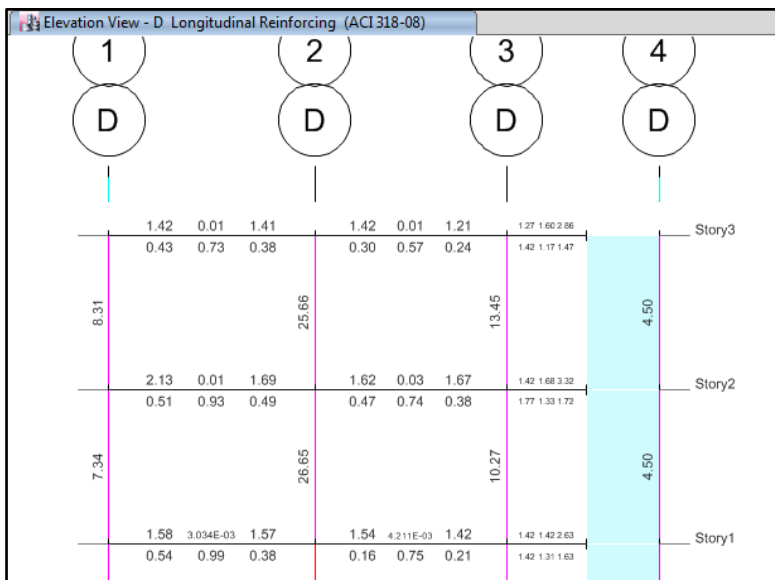 Elevation View - D Longitudinal Reinforcing (ACI 318-08)
1 2 3 4
D D D D
1.42 0.01 1.41 1.42 0.01 1.21 1.27 1.60 2.86 Story3
0.43 0.73 0.38 0.30 0.57 0.24 1.42 1.17 1.47
8.31 25.66 13.45 4.50
2.13 0.01 1.69 1.62 0.03 1.67 1.42 1.68 3.32 Story2
0.51 0.93 0.49 0.47 0.74 0.38 1.77 1.33 1.72
7.34 26.65 10.27 4.50
1.58 3.034E-03 1.57 1.54 4.211E-03 1.42 1.42 1.42 2.63 Story1
0.54 0.99 0.38 0.16 0.75 0.21 1.42 1.31 1.63